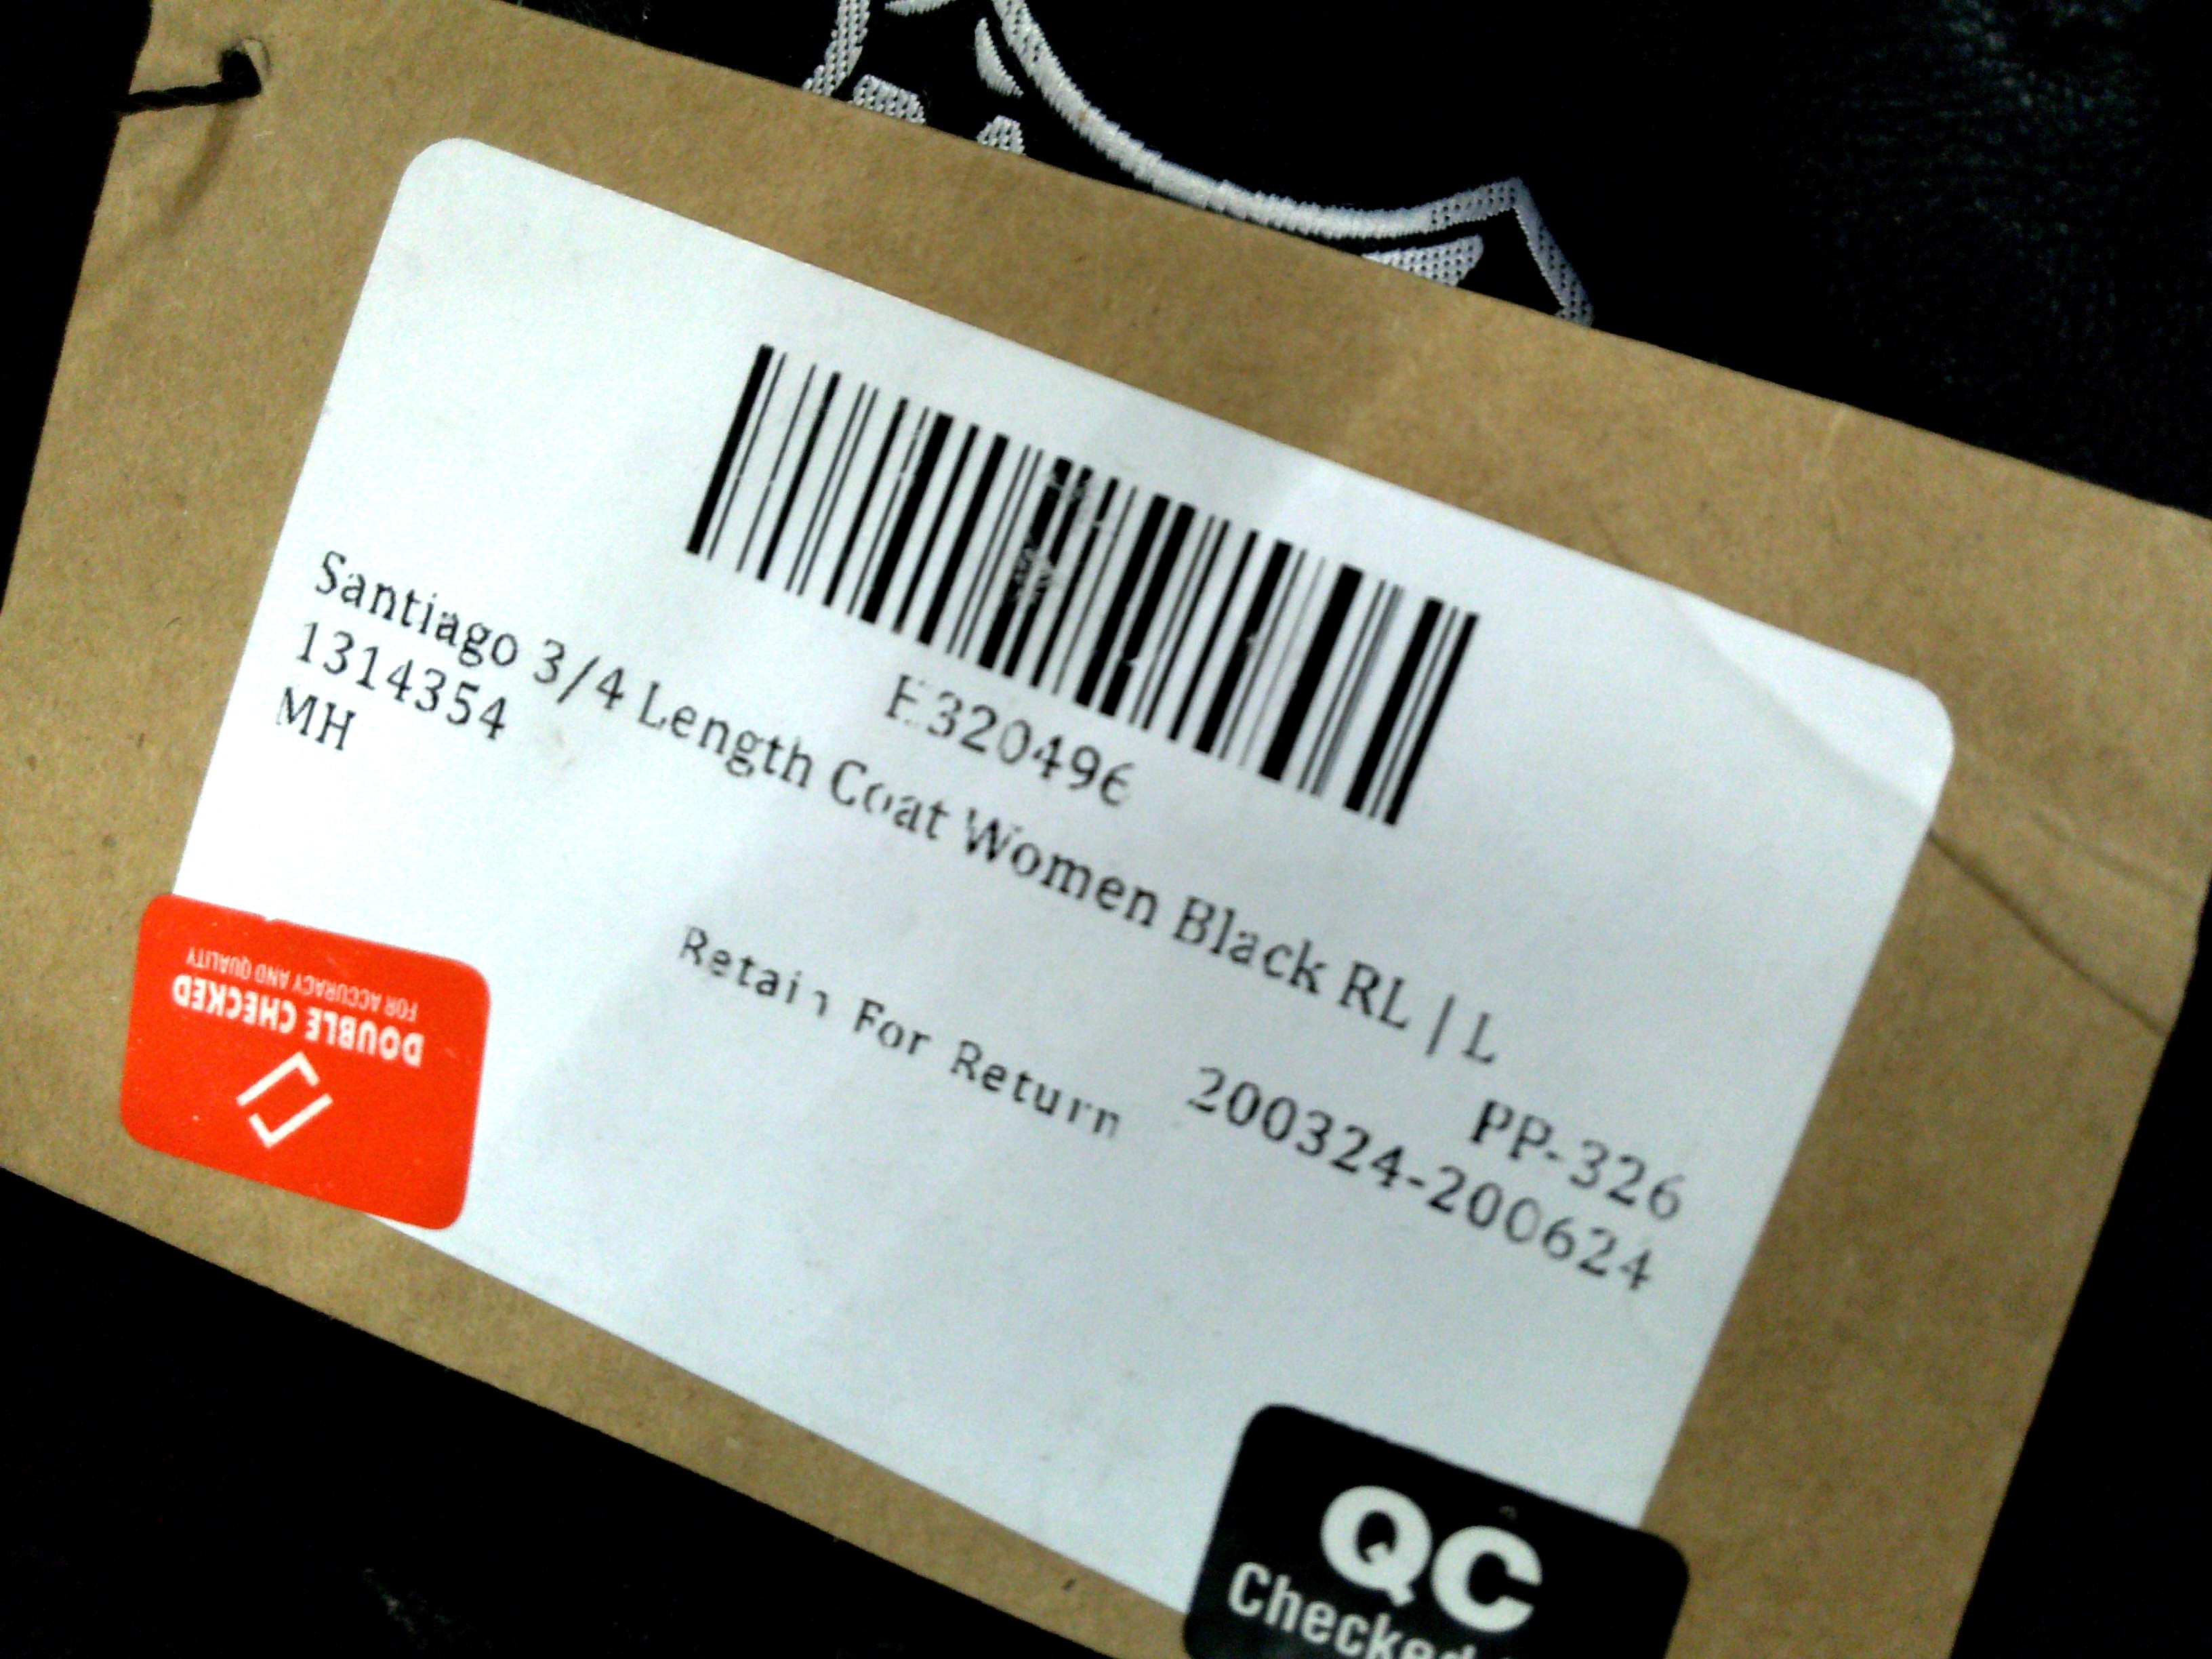 E320496
Santiago 3/4 Length Coat Women Black RL | L
1314354
MH
PP-326
Retain For Return
200324-200624
DOUBLE CHECKED
FOR ACCURACY AND QUALITY
QC
Checked